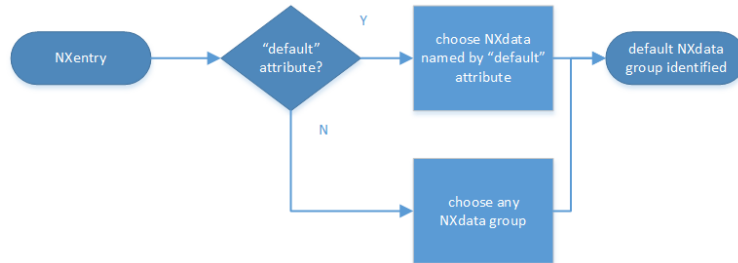 NXentry
“default”
attribute?
Y
choose NXdata
named by “default”
attribute
default NXdata
group identified
N
choose any
NXdata group